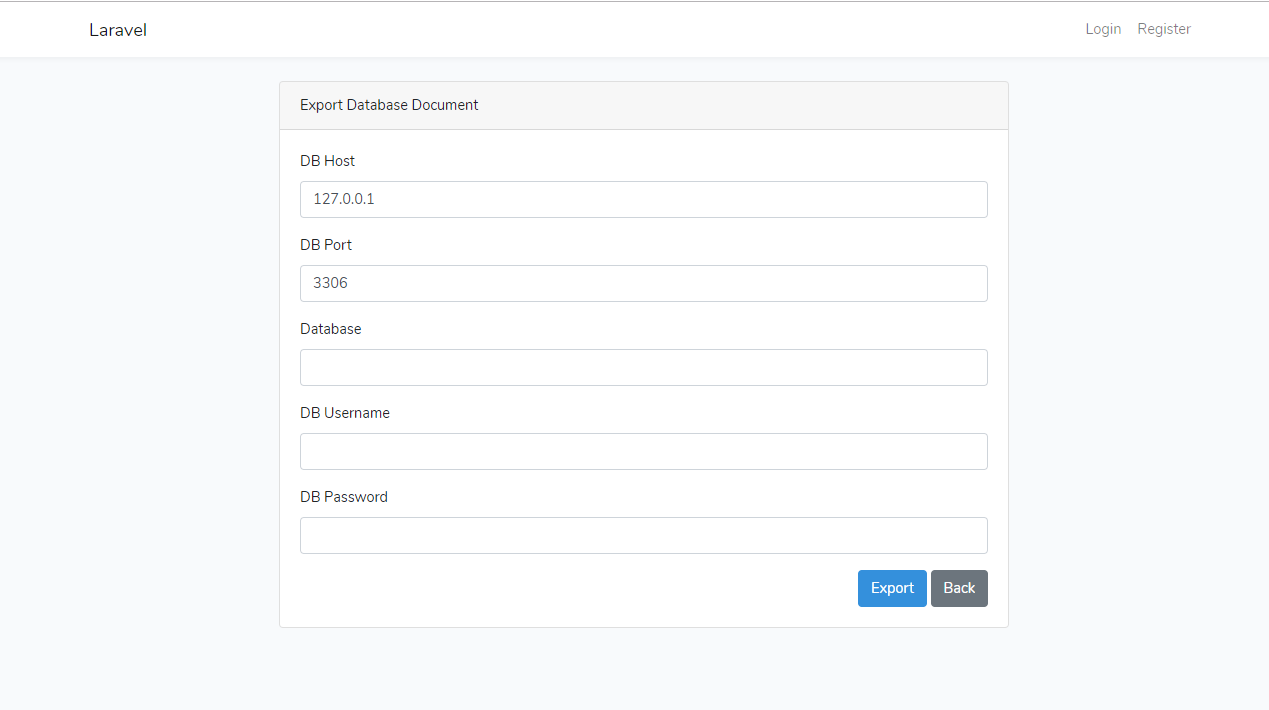 Laravel
Login Register
Export Database Document
DB Host
127.0.0.1
DB Port
3306
Database
DB Username
DB Password
Export Back